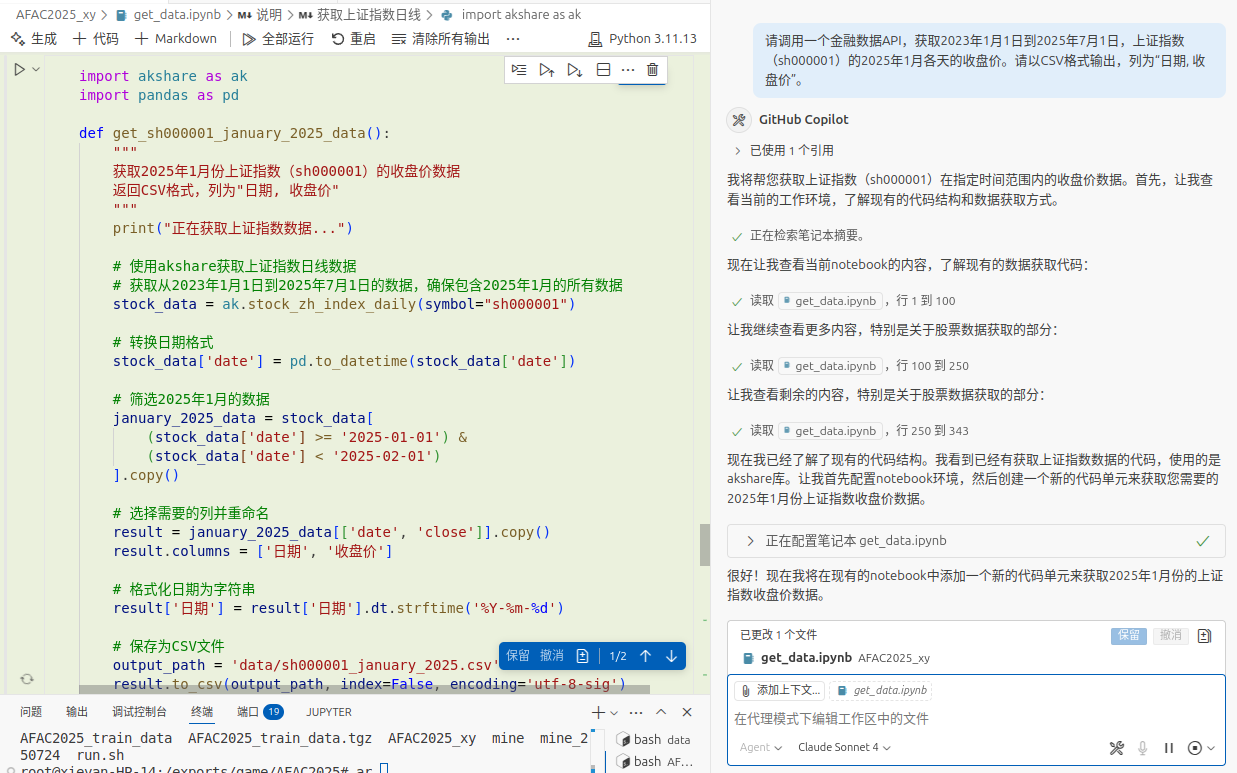 AFAC2025_xy > get_data.ipynb > M↓ 说明 > M↓ 获取上证指数日线 > import akshare as ak
生成 代码 Markdown 全部运行 重启 清除所有输出 ··· Python 3.11.13
import akshare as ak
import pandas as pd
def get_sh000001_january_2025_data():
"""
获取2025年1月份上证指数（sh000001）的收盘价数据
返回CSV格式，列为"日期, 收盘价"
"""
print("正在获取上证指数数据...")
# 使用akshare获取上证指数日线数据
# 获取从2023年1月1日到2025年7月1日的数据，确保包含2025年1月的所有数据
stock_data = ak.stock_zh_index_daily(symbol="sh000001")
# 转换日期格式
stock_data['date'] = pd.to_datetime(stock_data['date'])
# 筛选2025年1月的数据
january_2025_data = stock_data[
(stock_data['date'] >= '2025-01-01') &
(stock_data['date'] < '2025-02-01')
].copy()
# 选择需要的列并重命名
result = january_2025_data[['date', 'close']].copy()
result.columns = ['日期', '收盘价']
# 格式化日期为字符串
result['日期'] = result['日期'].dt.strftime('%Y-%m-%d')
# 保存为CSV文件
output_path = 'data/sh000001_january_2025.csv'
result.to_csv(output_path, index=False, encoding='utf-8-sig')
保留 撤消 1/2
问题 输出 调试控制台 终端 端口 19 JUPYTER
AFAC2025_train_data AFAC2025_train_data.tgz AFAC2025_xy mine mine_2
50724 run.sh
root@xieyan-HP-14:/exports/game/AFAC2025# ar
bash data
bash AF...
请调用一个金融数据API，获取2023年1月1日到2025年7月1日，上证指数
（sh000001）的2025年1月各天的收盘价。请以CSV格式输出，列为“日期, 收
盘价”。
GitHub Copilot
已使用 1 个引用
我将帮您获取上证指数（sh000001）在指定时间范围内的收盘价数据。首先，让我查
看当前的工作环境，了解现有的代码结构和数据获取方式。
正在检索笔记本摘要。
现在让我查看当前notebook的内容，了解现有的数据获取代码：
读取 get_data.ipynb，行 1 到 100
让我继续查看更多内容，特别是关于股票数据获取的部分：
读取 get_data.ipynb，行 100 到 250
让我查看剩余的内容，特别是关于股票数据获取的部分：
读取 get_data.ipynb，行 250 到 343
现在我已经了解了现有的代码结构。我看到已经有获取上证指数数据的代码，使用的是
akshare库。让我首先配置notebook环境，然后创建一个新的代码单元来获取您需要的
2025年1月份上证指数收盘价数据。
正在配置笔记本 get_data.ipynb
很好！现在我将在现有的notebook中添加一个新的代码单元来获取2025年1月份的上证
指数收盘价数据。
已更改 1 个文件 保留 撤消
get_data.ipynb AFAC2025_xy
添加上下文... get_data.ipynb
在代理模式下编辑工作区中的文件
Agent Claude Sonnet 4